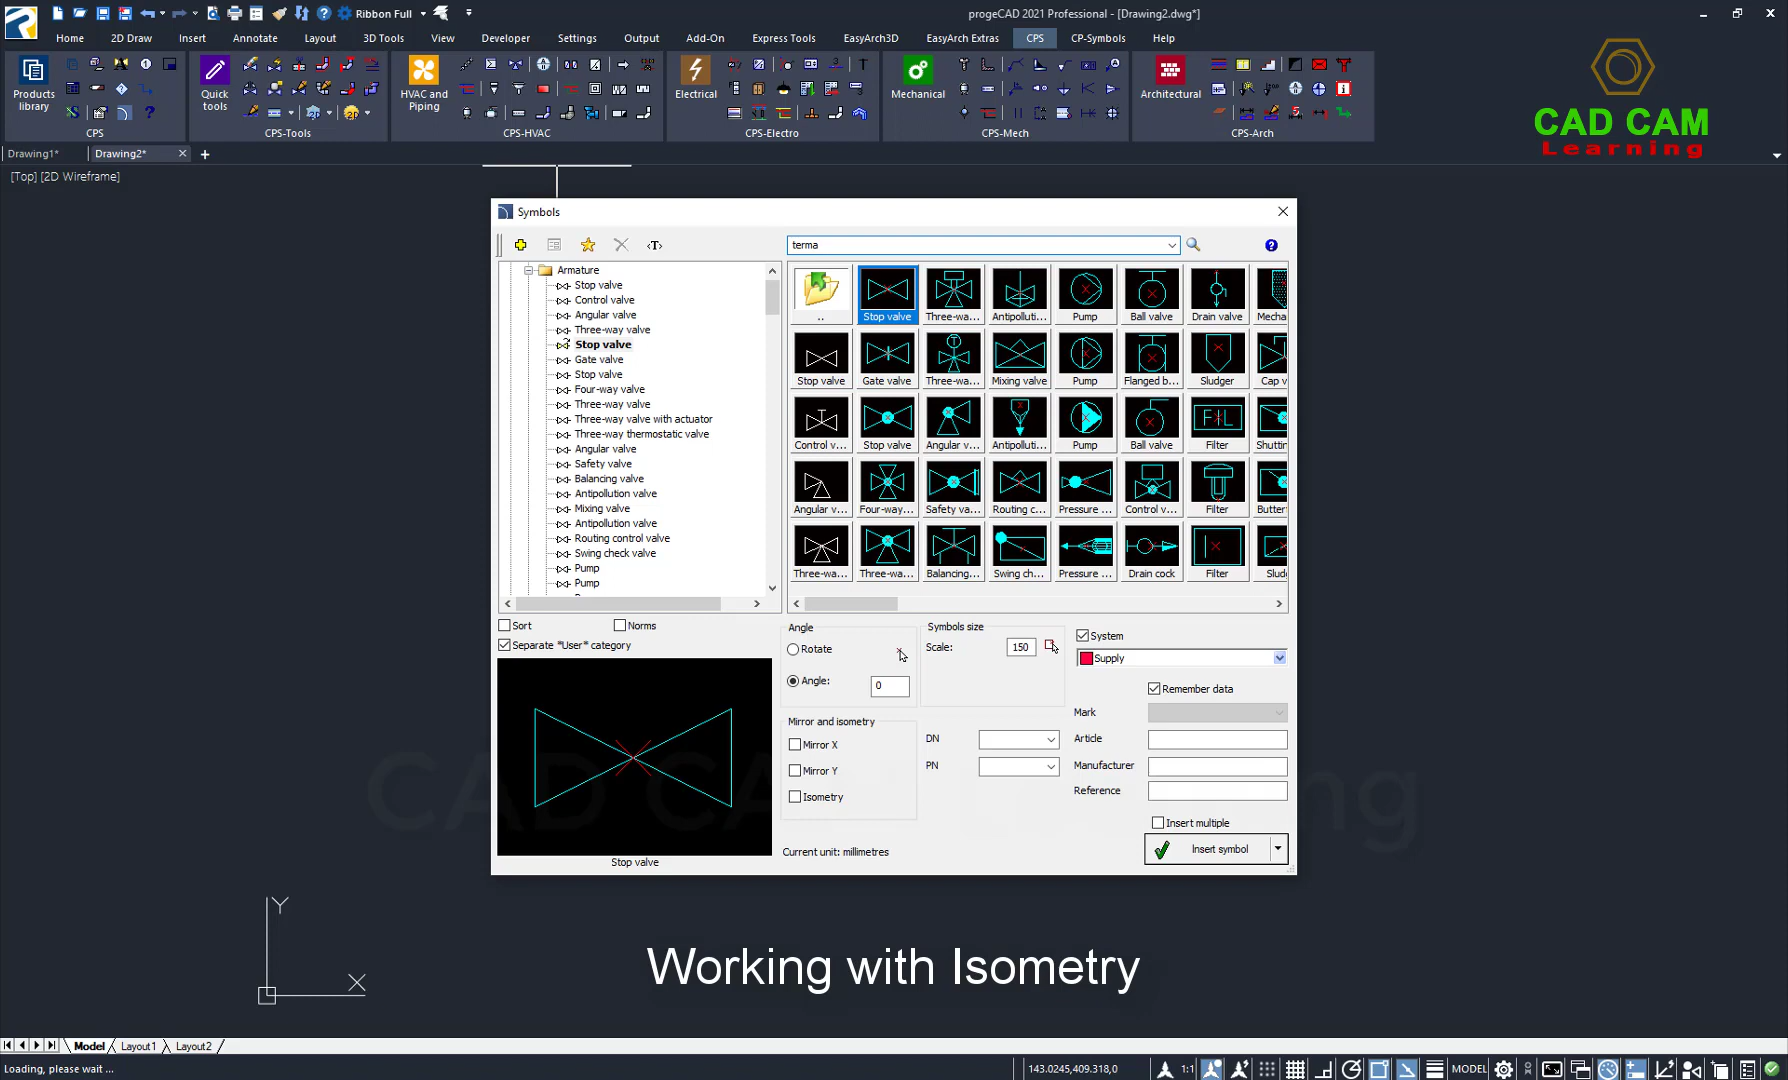 Ribbon Full
progeCAD 2021 Professional - [Drawing2.dwg*]
Home 2D Draw Insert Annotate Layout 3D Tools View Developer Settings Output Add-On Express Tools EasyArch3D EasyArch Extras CPS CP-Symbols Help
Products library
Quick tools
HVAC and Piping
Electrical
Mechanical
Architectural
CPS CPS-Tools CPS-HVAC CPS-Electro CPS-Mech CPS-Arch
CAD CAM
Learning
Drawing1* Drawing2*
[Top] [2D Wireframe]
Symbols
<T>
terma
Armature
Stop valve
Control valve
Angular valve
Three-way valve
Stop valve
Gate valve
Stop valve
Four-way valve
Three-way valve
Three-way valve with actuator
Three-way thermostatic valve
Angular valve
Safety valve
Balancing valve
Antipollution valve
Mixing valve
Antipollution valve
Routing control valve
Swing check valve
Pump
Pump
.. Stop valve Three-wa... Antipolluti... Pump Ball valve Drain valve Mecha
Stop valve Gate valve Three-wa... Mixing valve Pump Flanged b... Sludger Cap v
Control v... Stop valve Angular v... Antipolluti... Pump Ball valve Filter Shuttin
Angular v... Four-way... Safety va... Routing c... Pressure ... Control v... Filter Butterf
Three-wa... Three-wa... Balancing... Swing ch... Pressure ... Drain cock Filter Slud
Sort Norms
Separate "User" category
Stop valve
Angle
Rotate
Angle: 0
Symbols size
Scale: 150
System
Supply
Mirror and isometry
Mirror X
Mirror Y
Isometry
DN
PN
Remember data
Mark
Article
Manufacturer
Reference
Insert multiple
Current unit: millimetres
Insert symbol
CAD CAM Learning
Y
X
Working with Isometry
Model Layout1 Layout2
Loading, please wait ...
143.0245,409.318,0
1:1
MODEL